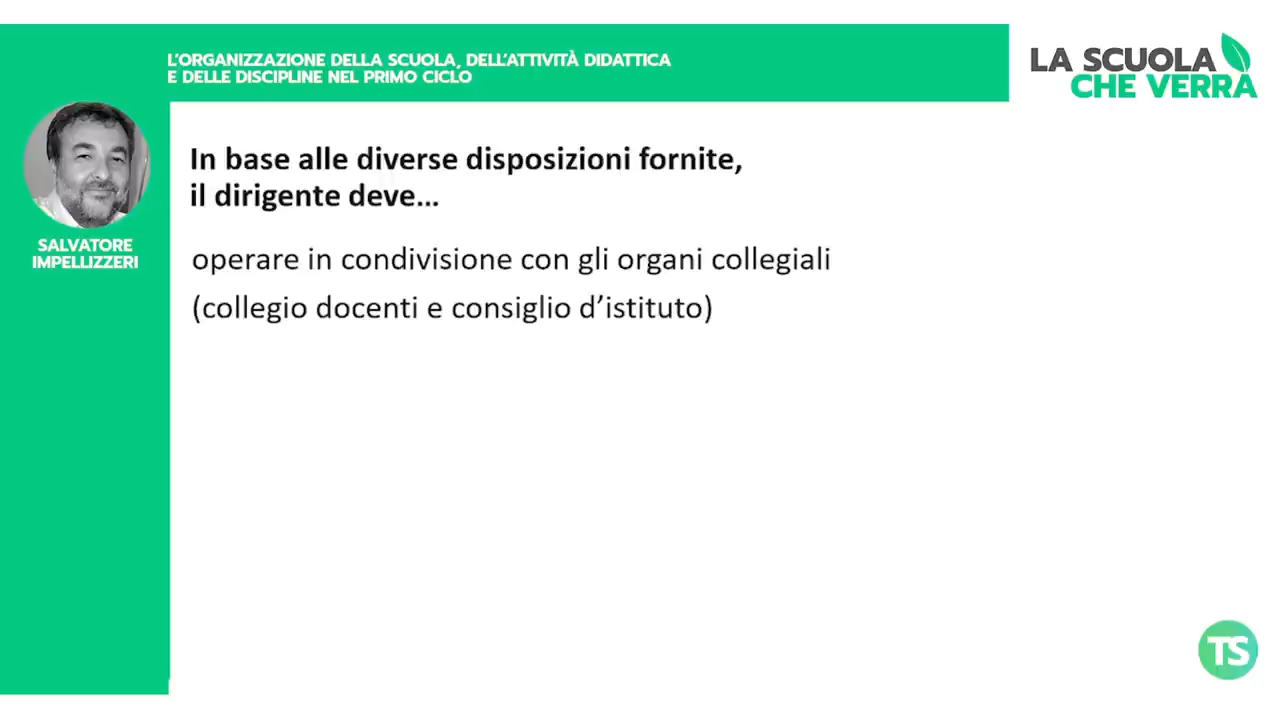 L'ORGANIZZAZIONE DELLA SCUOLA, DELL'ATTIVITÀ DIDATTICA
E DELLE DISCIPLINE NEL PRIMO CICLO
LA SCUOLA
CHE VERRÀ
SALVATORE
IMPELLIZZERI
In base alle diverse disposizioni fornite,
il dirigente deve...
operare in condivisione con gli organi collegiali
(collegio docenti e consiglio d'istituto)
TS